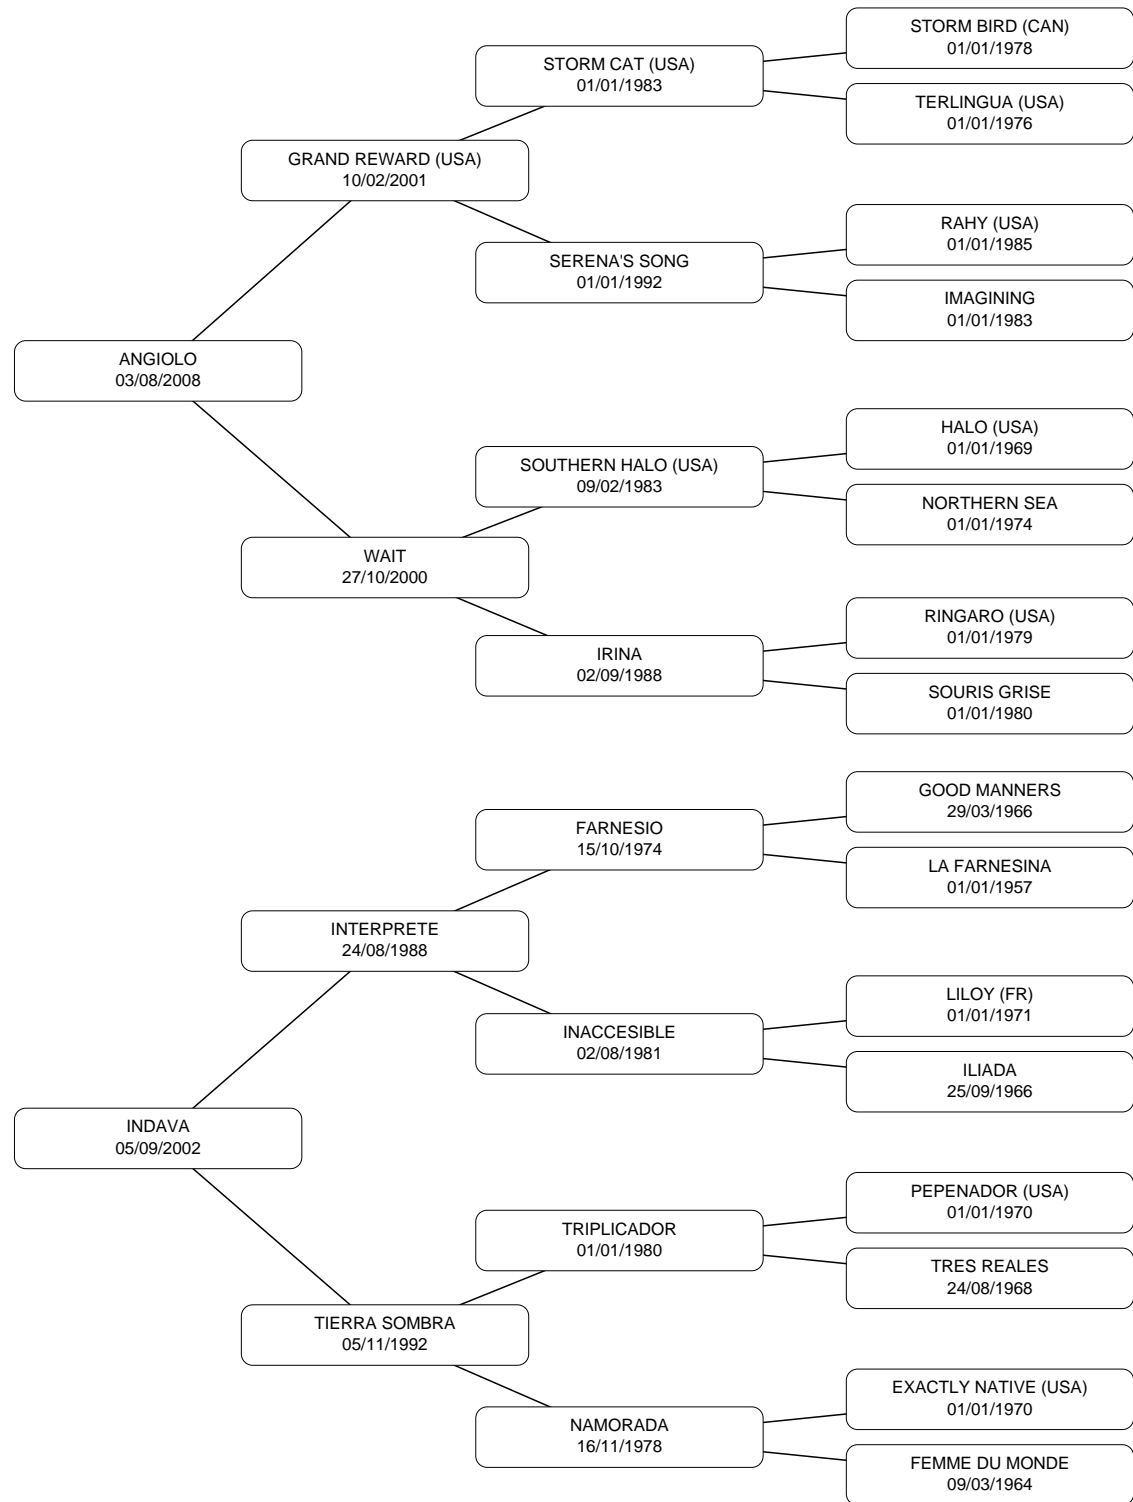 STORM BIRD (CAN)
01/01/1978
STORM CAT (USA)
01/01/1983
TERLINGUA (USA)
01/01/1976
GRAND REWARD (USA)
10/02/2001
RAHY (USA)
01/01/1985
SERENA'S SONG
01/01/1992
IMAGINING
01/01/1983
ANGIOLO
03/08/2008
HALO (USA)
01/01/1969
SOUTHERN HALO (USA)
09/02/1983
NORTHERN SEA
01/01/1974
WAIT
27/10/2000
RINGARO (USA)
01/01/1979
IRINA
02/09/1988
SOURIS GRISE
01/01/1980
GOOD MANNERS
29/03/1966
FARNESIO
15/10/1974
LA FARNESINA
01/01/1957
INTERPRETE
24/08/1988
LILOY (FR)
01/01/1971
INACCESIBLE
02/08/1981
ILIADA
25/09/1966
INDAVA
05/09/2002
PEPENADOR (USA)
01/01/1970
TRIPLICADOR
01/01/1980
TRES REALES
24/08/1968
TIERRA SOMBRA
05/11/1992
EXACTLY NATIVE (USA)
01/01/1970
NAMORADA
16/11/1978
FEMME DU MONDE
09/03/1964